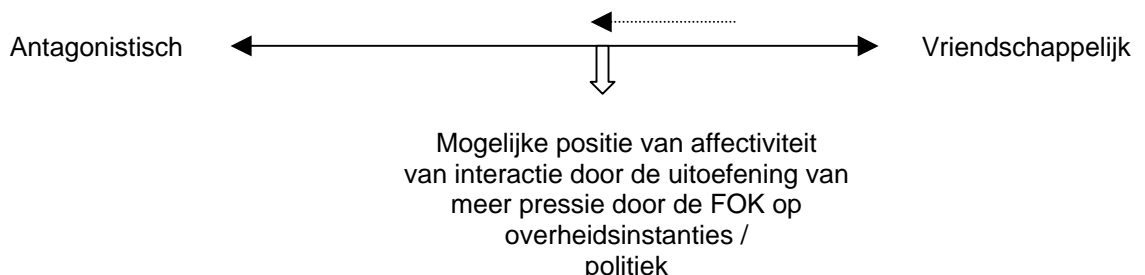 Antagonistisch
Vriendschappelijk
Mogelijke positie van affectiviteit
van interactie door de uitoefening van
meer pressie door de FOK op
overheidsinstanties /
politiek